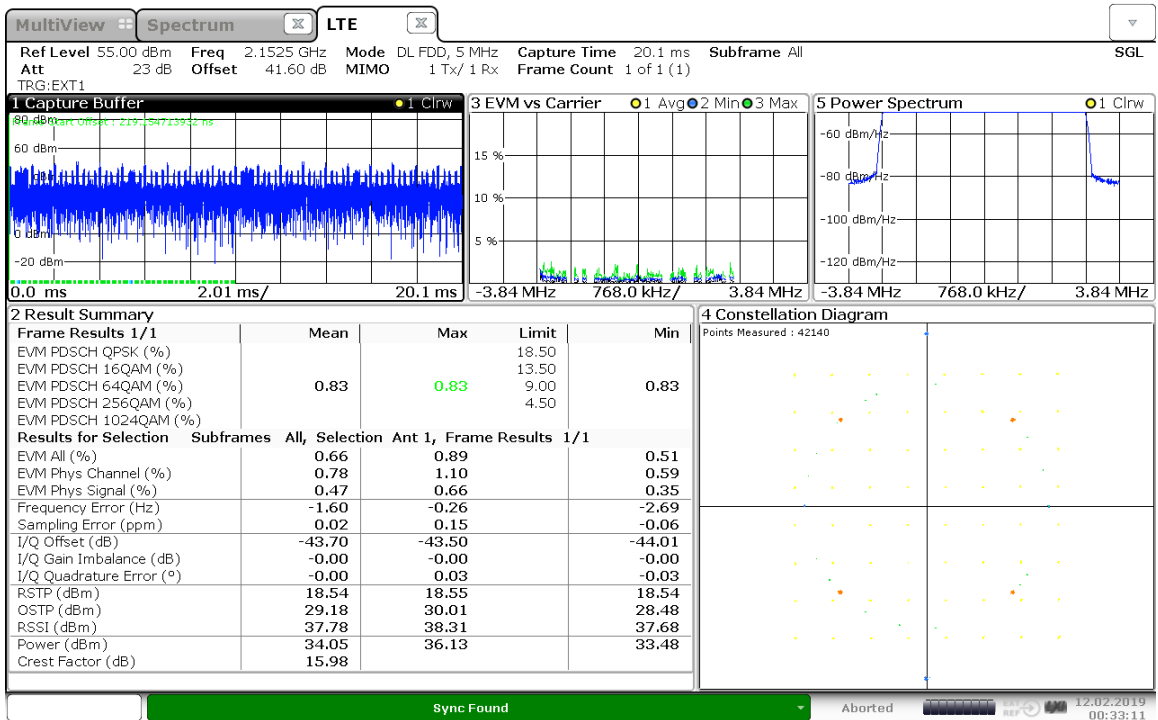 MultiView Spectrum LTE
Ref Level 55.00 dBm Freq 2.1525 GHz Mode DL FDD, 5 MHz Capture Time 20.1 ms Subframe All SGL
Att 23 dB Offset 41.60 dB MIMO 1 Tx/ 1 Rx Frame Count 1 of 1 (1)
TRG:EXT1
1 Capture Buffer 1 Clrw
80 dBm
Frame Start Offset : 219.154713932 ns
60 dBm
0 dBm
-20 dBm
0.0 ms 2.01 ms/ 20.1 ms
3 EVM vs Carrier 1 Avg 2 Min 3 Max
15 %
10 %
5 %
-3.84 MHz 768.0 kHz/ 3.84 MHz
5 Power Spectrum 1 Clrw
-60 dBm/Hz
-80 dBm/Hz
-100 dBm/Hz
-120 dBm/Hz
-3.84 MHz 768.0 kHz/ 3.84 MHz
2 Result Summary
Frame Results 1/1 Mean Max Limit Min
EVM PDSCH QPSK (%) 18.50
EVM PDSCH 16QAM (%) 13.50
EVM PDSCH 64QAM (%) 0.83 0.83 9.00 0.83
EVM PDSCH 256QAM (%) 4.50
EVM PDSCH 1024QAM (%)
Results for Selection Subframes All, Selection Ant 1, Frame Results 1/1
EVM All (%) 0.66 0.89 0.51
EVM Phys Channel (%) 0.78 1.10 0.59
EVM Phys Signal (%) 0.47 0.66 0.35
Frequency Error (Hz) -1.60 -0.26 -2.69
Sampling Error (ppm) 0.02 0.15 -0.06
I/Q Offset (dB) -43.70 -43.50 -44.01
I/Q Gain Imbalance (dB) -0.00 -0.00 -0.00
I/Q Quadrature Error (°) -0.00 0.03 -0.03
RSTP (dBm) 18.54 18.55 18.54
OSTP (dBm) 29.18 30.01 28.48
RSSI (dBm) 37.78 38.31 37.68
Power (dBm) 34.05 36.13 33.48
Crest Factor (dB) 15.98
4 Constellation Diagram
Points Measured : 42140
Sync Found Aborted EXT REF 12.02.2019
00:33:11